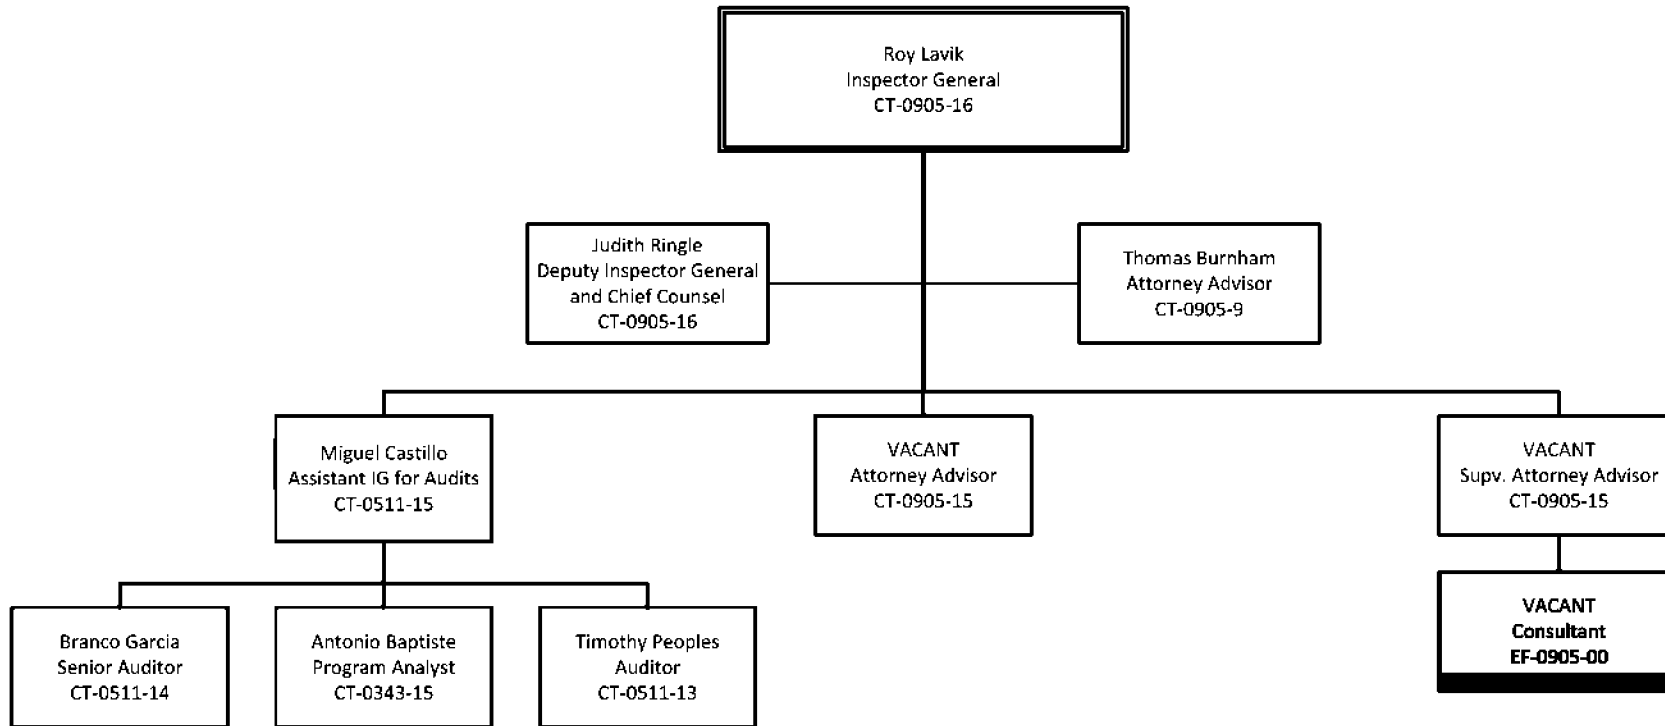 Roy Lavik
Inspector General
CT-0905-16
Judith Ringle
Deputy Inspector General
and Chief Counsel
CT-0905-16
Thomas Burnham
Attorney Advisor
CT-0905-9
Miguel Castillo
Assistant IG for Audits
CT-0511-15
VACANT
Attorney Advisor
CT-0905-15
VACANT
Supv. Attorney Advisor
CT-0905-15
Branco Garcia
Senior Auditor
CT-0511-14
Antonio Baptiste
Program Analyst
CT-0343-15
Timothy Peoples
Auditor
CT-0511-13
VACANT
Consultant
EF-0905-00